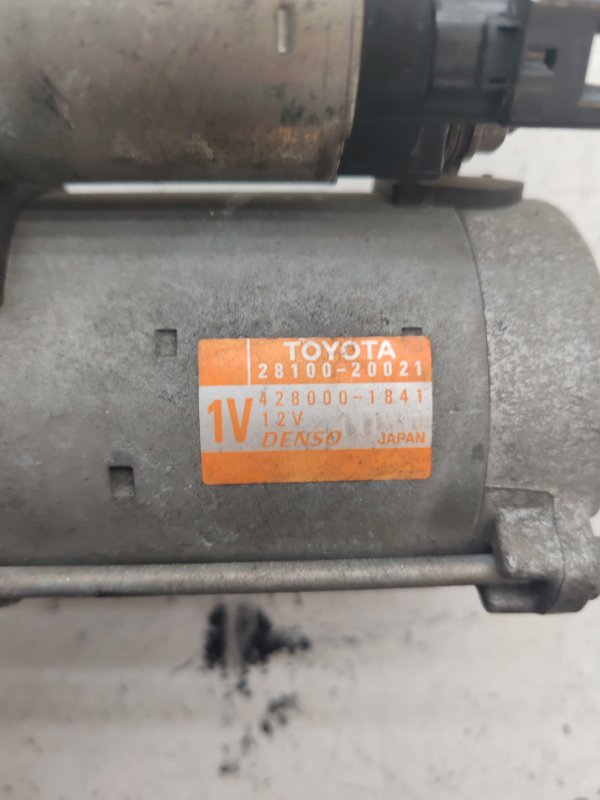 TOYOTA
28100-20021
1V
428000-1841
12V
DENSO JAPAN